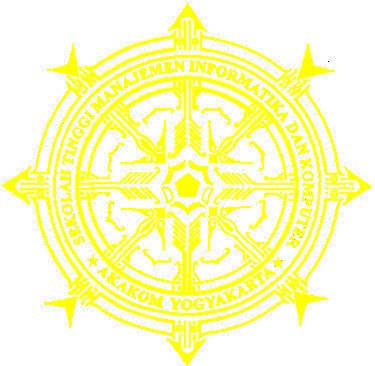 SEKOLAH TINGGI MANAJEMEN INFORMATIKA DAN KOMPUTER
AKAKOM YOGYAKARTA